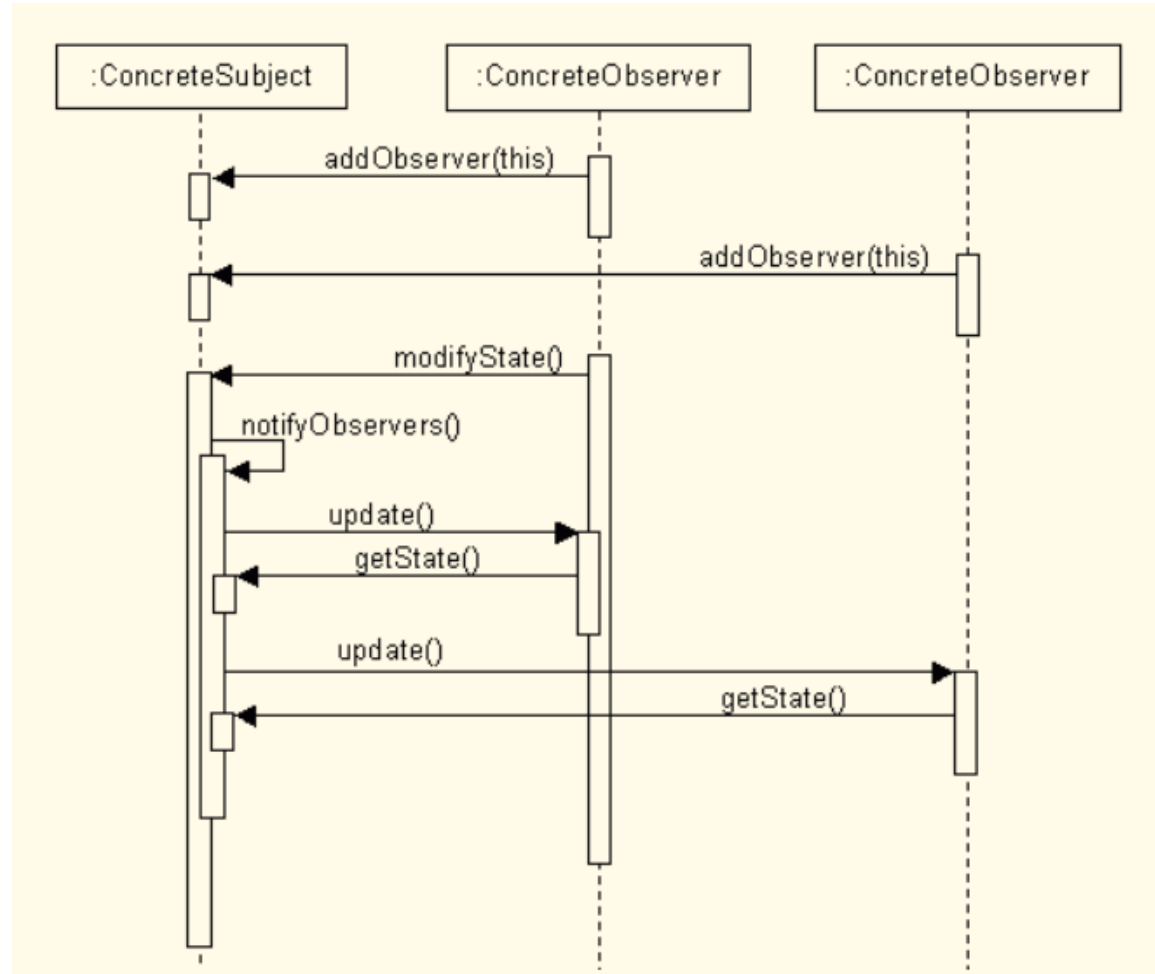 :ConcreteSubject
:ConcreteObserver
:ConcreteObserver
addObserver(this)
addObserver(this)
modifyState()
notifyObservers()
update()
getState()
update()
getState()